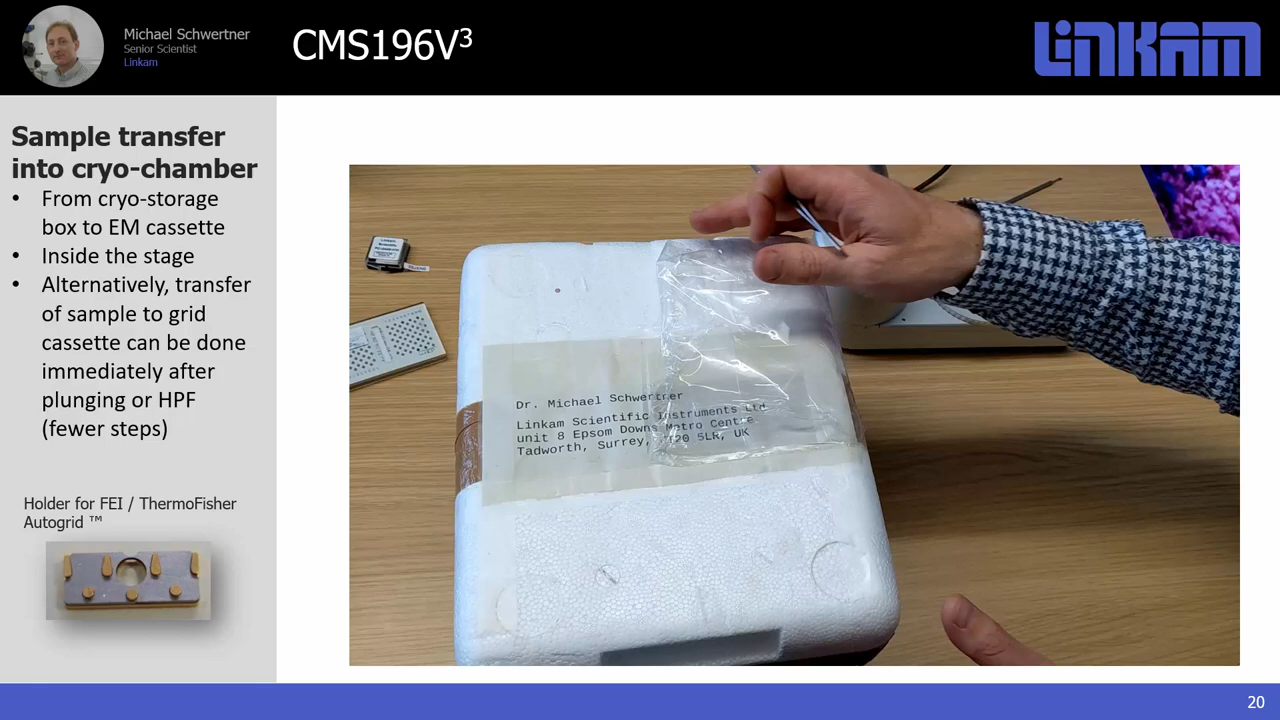 Michael Schwertner
Senior Scientist
Linkam
CMS196V³
LINKAM
Sample transfer
into cryo-chamber
• From cryo-storage
box to EM cassette
• Inside the stage
• Alternatively, transfer
of sample to grid
cassette can be done
immediately after
plunging or HPF
(fewer steps)
Holder for FEI / ThermoFisher
Autogrid ™
Dr. Michael Schwertner
Linkam Scientific Instruments Ltd
unit 8 Epsom Downs Metro Centre
Tadworth, Surrey, 5LR, UK
20